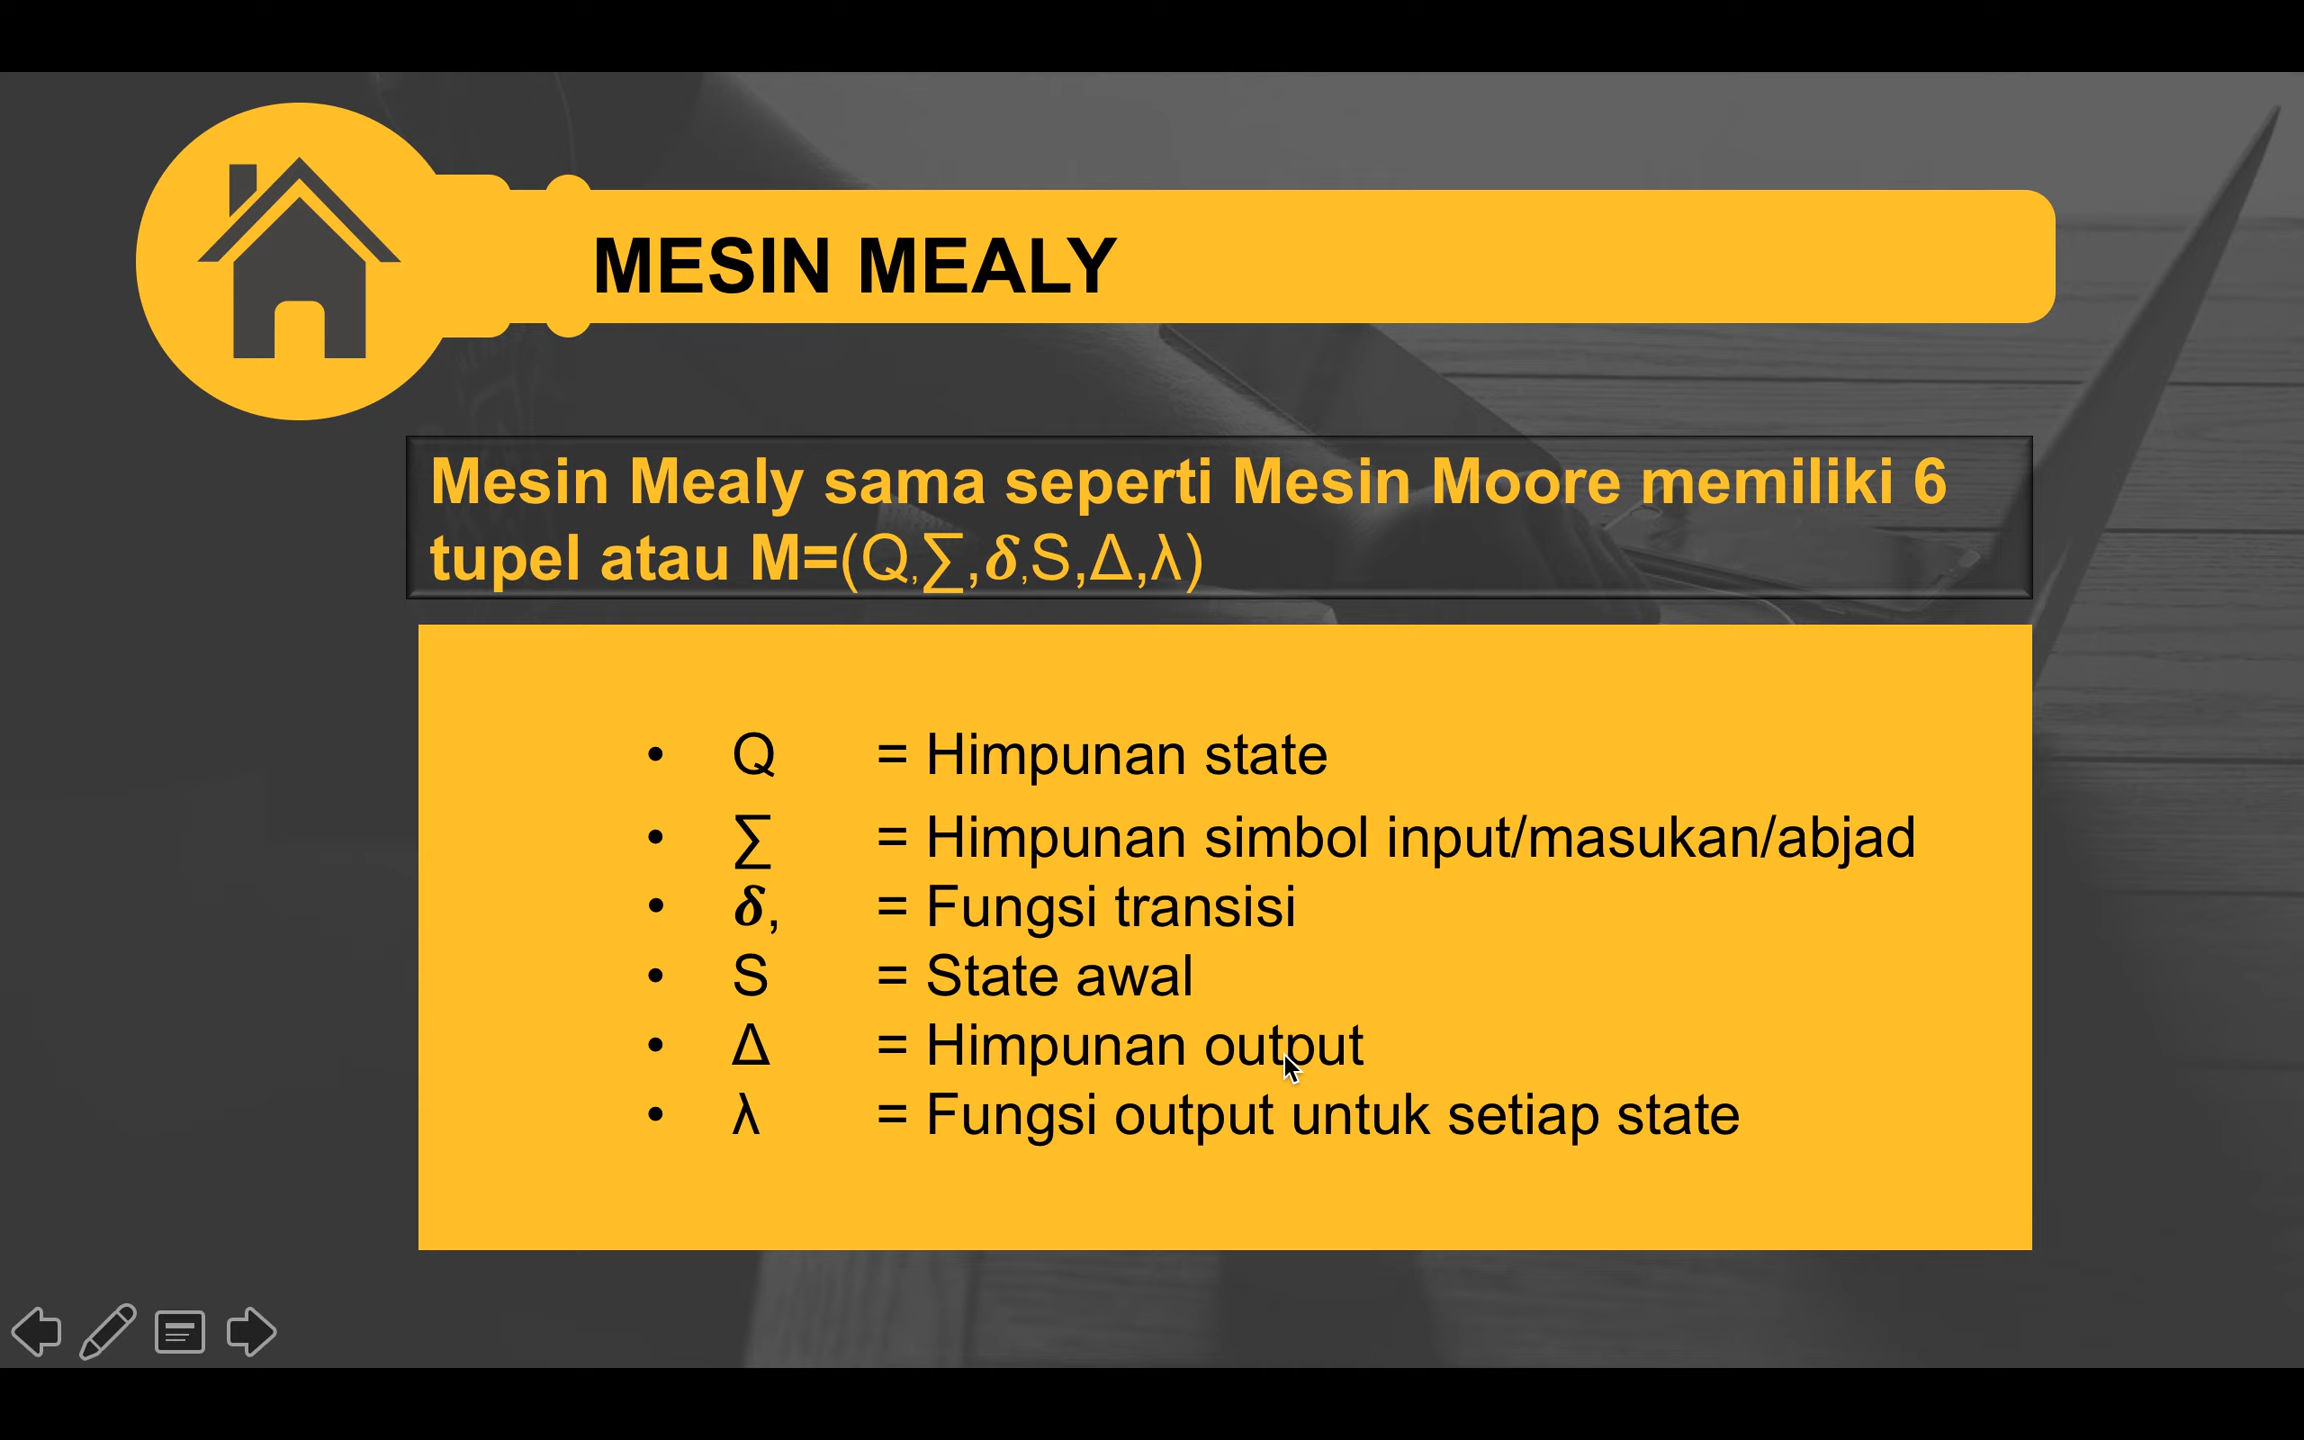 MESIN MEALY
Mesin Mealy sama seperti Mesin Moore memiliki 6
tupel atau M=(Q,∑,𝜹,S,Δ,λ)
• Q = Himpunan state
• ∑ = Himpunan simbol input/masukan/abjad
• 𝜹, = Fungsi transisi
• S = State awal
• Δ = Himpunan output
• λ = Fungsi output untuk setiap state